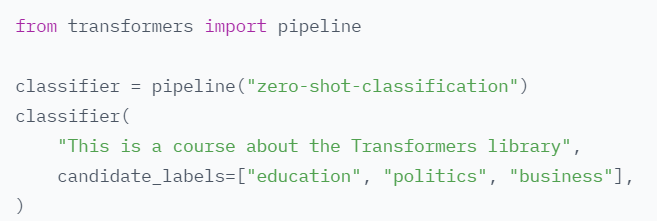 from transformers import pipeline

classifier = pipeline("zero-shot-classification")
classifier(
    "This is a course about the Transformers library",
    candidate_labels=["education", "politics", "business"],
)